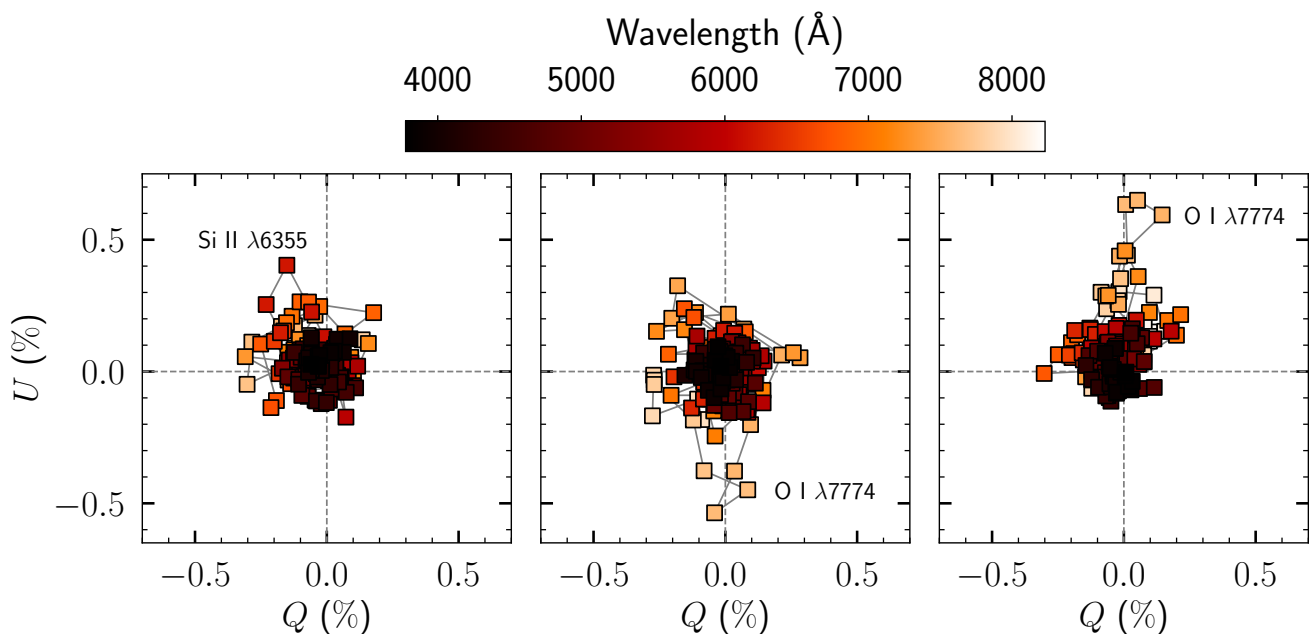 Wavelength (Å)
4000 5000 6000 7000 8000
Si II λ6355
O I λ7774
O I λ7774
0.5
0.0
−0.5
U (%)
−0.5 0.0 0.5 −0.5 0.0 0.5 −0.5 0.0 0.5
Q (%) Q (%) Q (%)